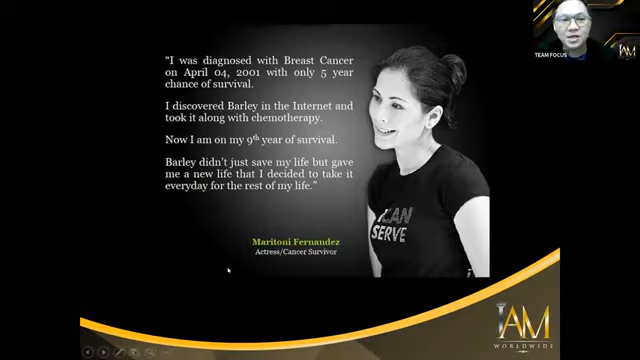 "I was diagnosed with Breast Cancer
on April 04, 2001 with only 5 year
chance of survival.
I discovered Barley in the Internet and
took it along with chemotherapy.
Now I am on my 9th year of survival.
Barley didn't just save my life but gave
me a new life that I decided to take it
everyday for the rest of my life."
Maritoni Fernandez
Actress/Cancer Survivor
I CAN
SERVE
IAM
WORLDWIDE
TEAM FOCUS
IAM